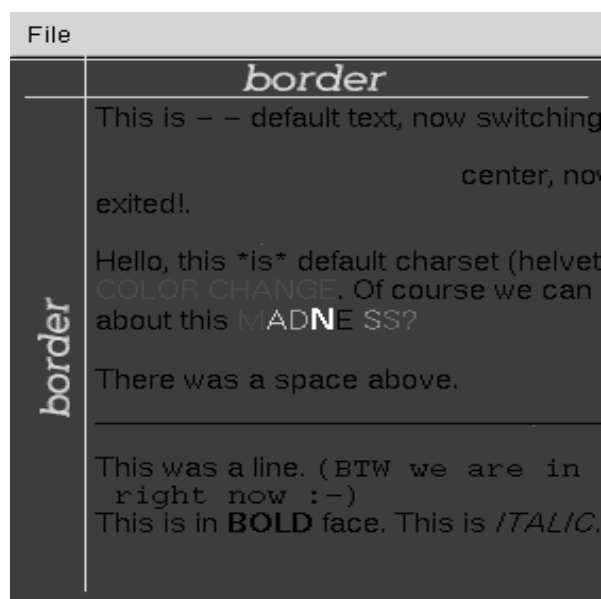 File
border
This is – – default text, now switching
center, now
exited!.
Hello, this *is* default charset (helvet
COLOR CHANGE. Of course we can
about this MADNE SS?
border
There was a space above.
This was a line. (BTW we are in
right now :-)
This is in BOLD face. This is ITALIC.